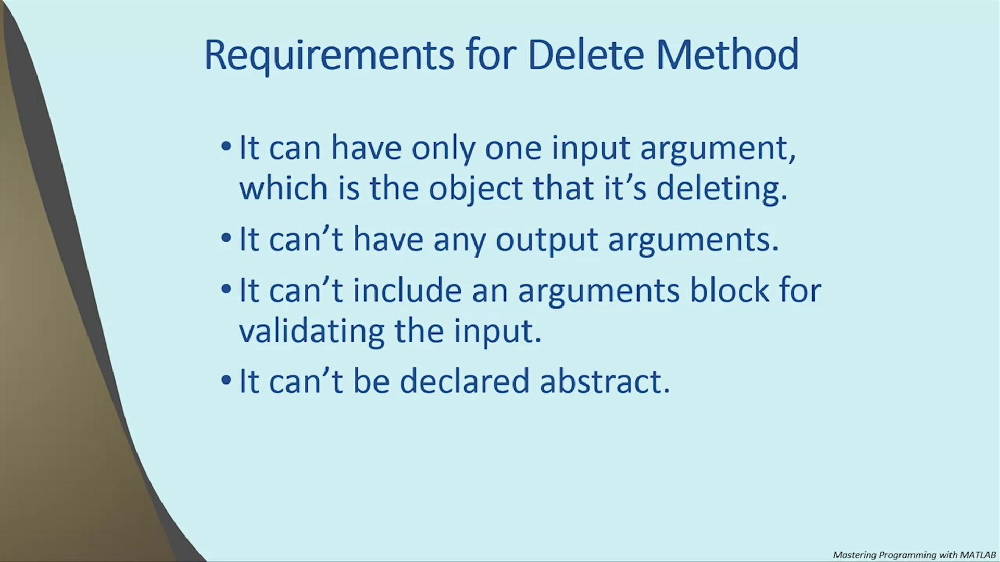 Requirements for Delete Method
• It can have only one input argument,
which is the object that it’s deleting.
• It can’t have any output arguments.
• It can’t include an arguments block for
validating the input.
• It can’t be declared abstract.
Mastering Programming with MATLAB